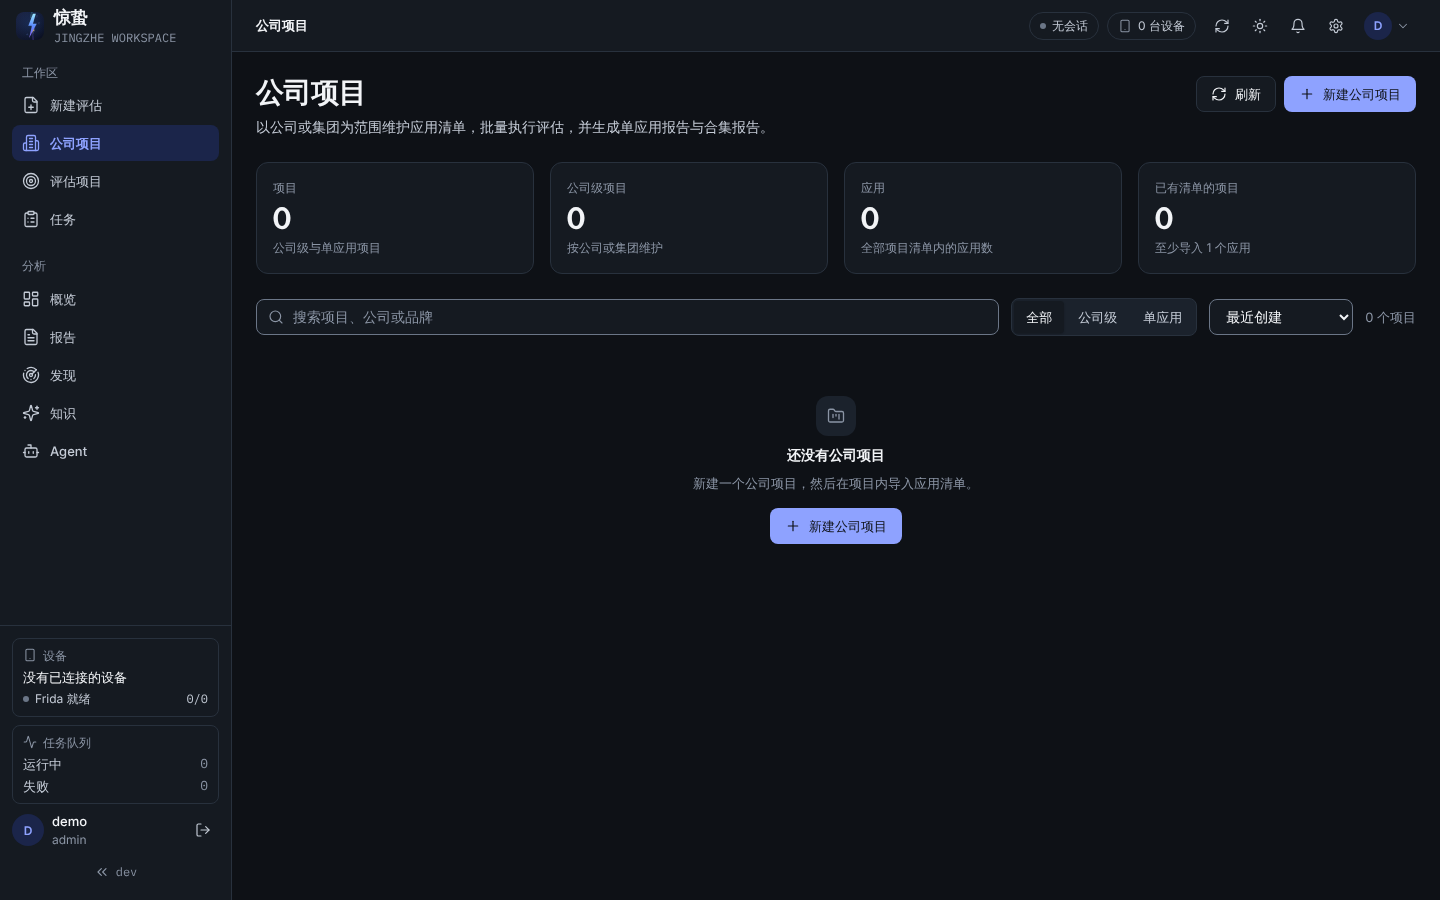 惊蛰
JINGZHE WORKSPACE
工作区
新建评估
公司项目
评估项目
任务
分析
概览
报告
发现
知识
Agent
设备
没有已连接的设备
Frida 就绪 0/0
任务队列
运行中 0
失败 0
D
demo
admin
dev
公司项目
无会话
0 台设备
D
公司项目
以公司或集团为范围维护应用清单，批量执行评估，并生成单应用报告与合集报告。
刷新
新建公司项目
项目
0
公司级与单应用项目
公司级项目
0
按公司或集团维护
应用
0
全部项目清单内的应用数
已有清单的项目
0
至少导入 1 个应用
搜索项目、公司或品牌
全部 公司级 单应用
最近创建
0 个项目
还没有公司项目
新建一个公司项目，然后在项目内导入应用清单。
新建公司项目